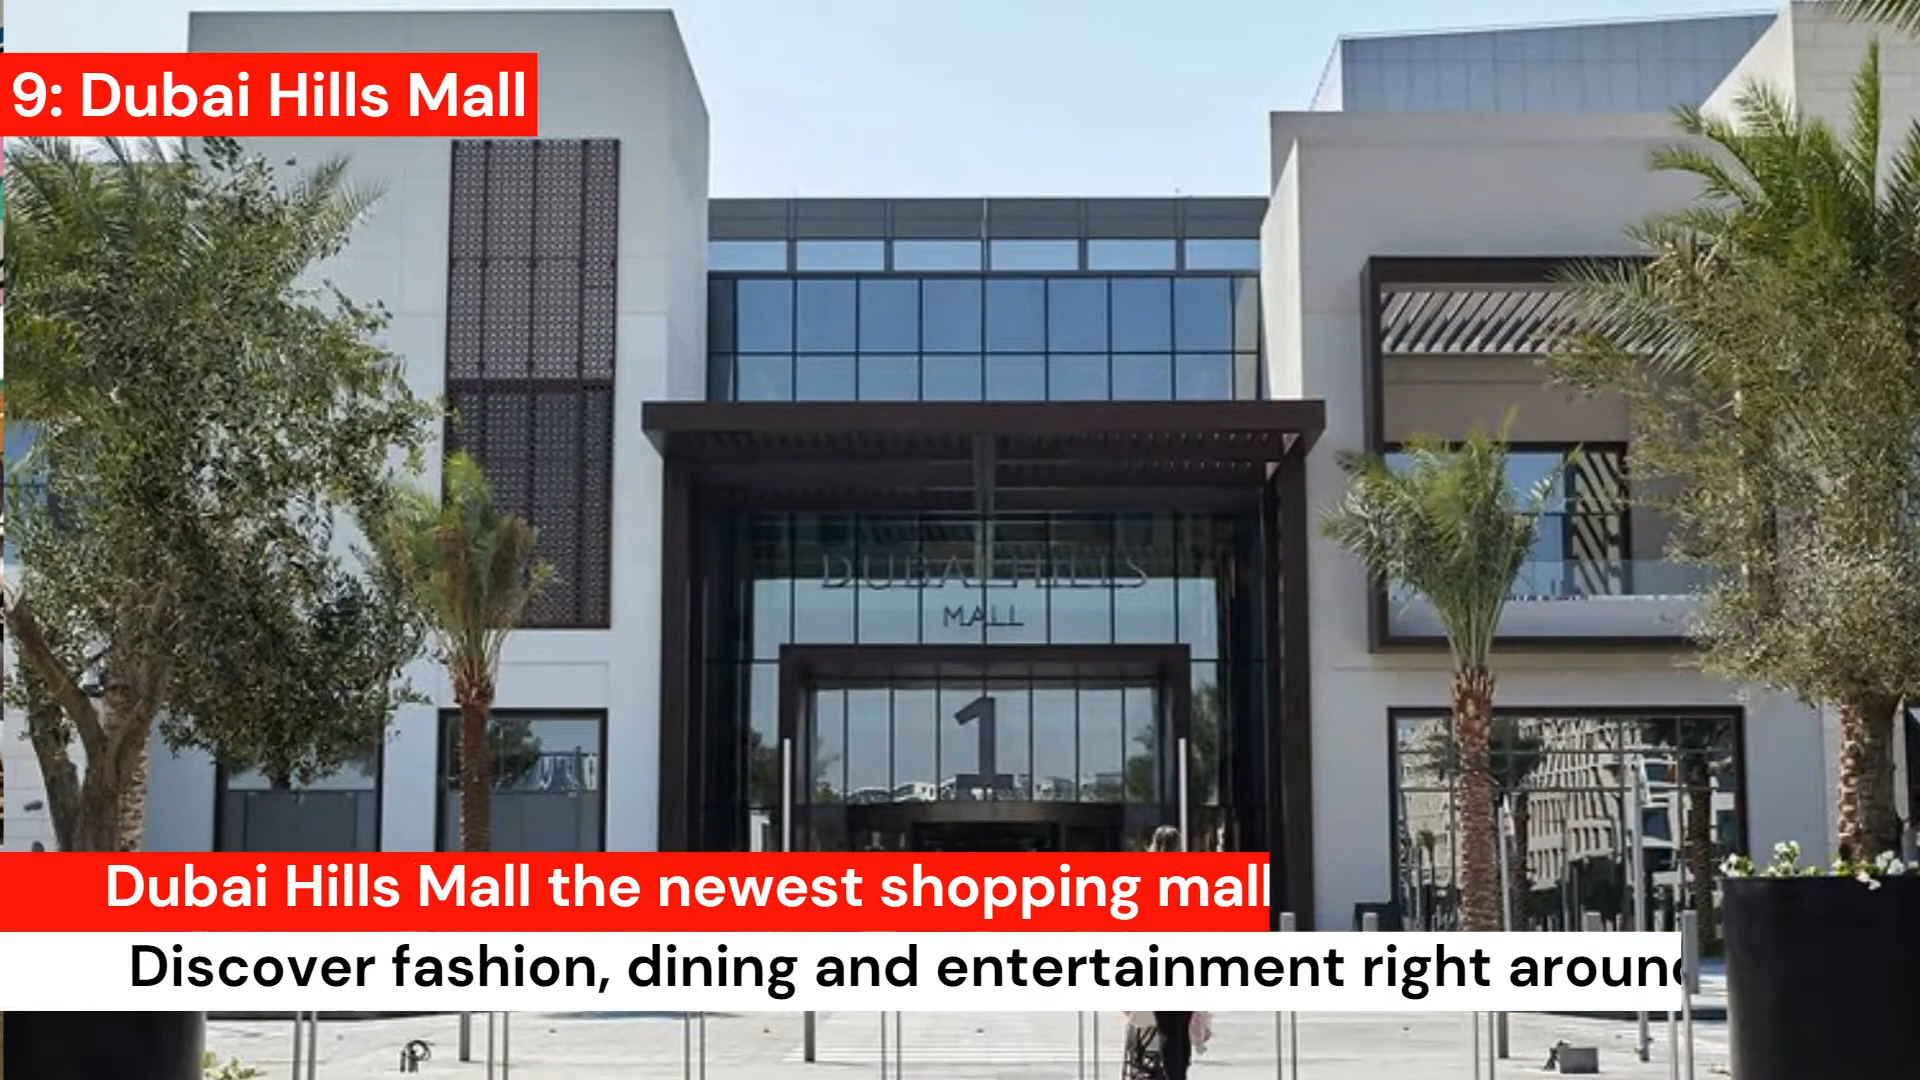 9: Dubai Hills Mall
DUBAI HILLS
MALL
1
Dubai Hills Mall the newest shopping mall
Discover fashion, dining and entertainment right aroun